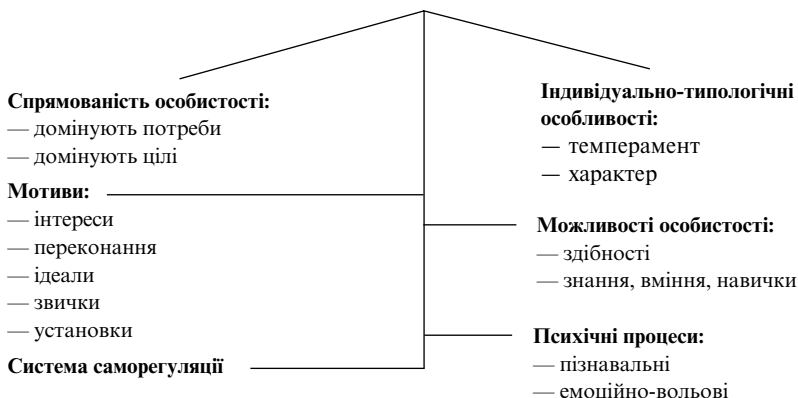 Спрямованість особистості:
— домінують потреби
— домінують цілі
Мотиви:
— інтереси
— переконання
— ідеали
— звички
— установки
Система саморегуляції
Індивідуально-типологічні
особливості:
— темперамент
— характер
Можливості особистості:
— здібності
— знання, вміння, навички
Психічні процеси:
— пізнавальні
— емоційно-вольові